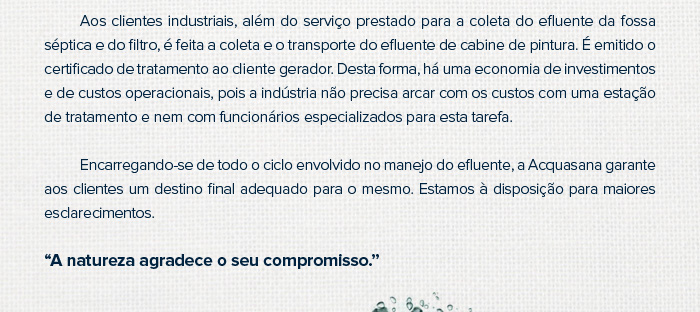 Aos clientes industriais, além do serviço prestado para a coleta do efluente da fossa
séptica e do filtro, é feita a coleta e o transporte do efluente de cabine de pintura. É emitido o
certificado de tratamento ao cliente gerador. Desta forma, há uma economia de investimentos
e de custos operacionais, pois a indústria não precisa arcar com os custos com uma estação
de tratamento e nem com funcionários especializados para esta tarefa.
Encarregando-se de todo o ciclo envolvido no manejo do efluente, a Acquasana garante
aos clientes um destino final adequado para o mesmo. Estamos à disposição para maiores
esclarecimentos.
“A natureza agradece o seu compromisso.”